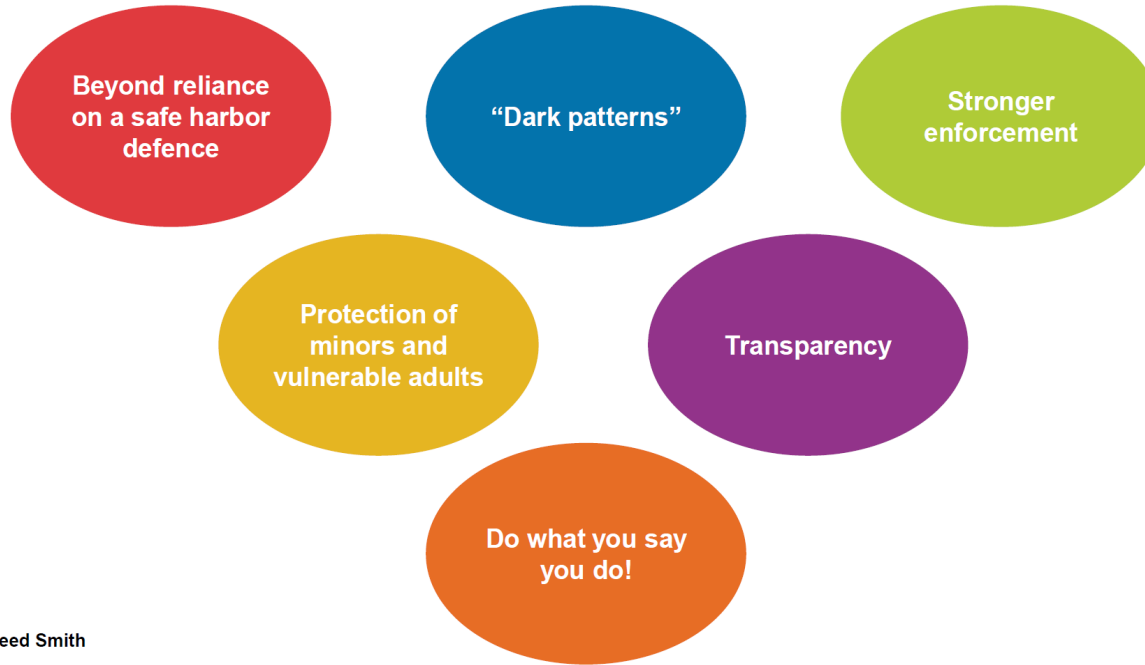 Beyond reliance
on a safe harbor
defence
“Dark patterns”
Stronger
enforcement
Protection of
minors and
vulnerable adults
Transparency
Do what you say
you do!
eed Smith